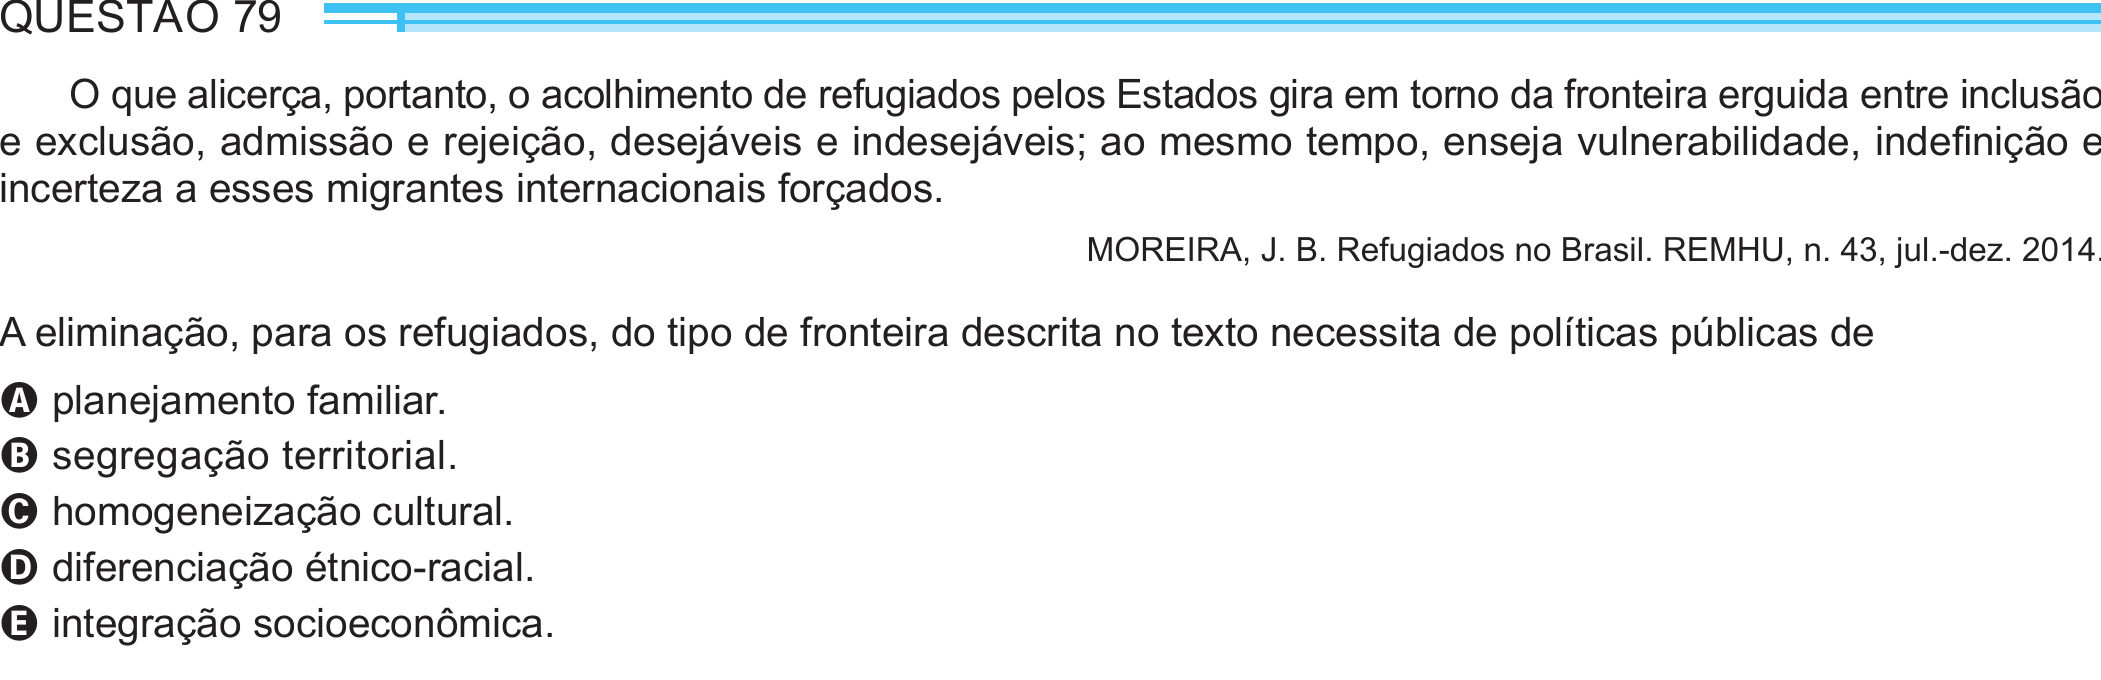 QUESTÃO 79
O que alicerça, portanto, o acolhimento de refugiados pelos Estados gira em torno da fronteira erguida entre inclusão
e exclusão, admissão e rejeição, desejáveis e indesejáveis; ao mesmo tempo, enseja vulnerabilidade, indefinição e
incerteza a esses migrantes internacionais forçados.
MOREIRA, J. B. Refugiados no Brasil. REMHU, n. 43, jul.-dez. 2014.
A eliminação, para os refugiados, do tipo de fronteira descrita no texto necessita de políticas públicas de
A planejamento familiar.
B segregação territorial.
C homogeneização cultural.
D diferenciação étnico-racial.
E integração socioeconômica.